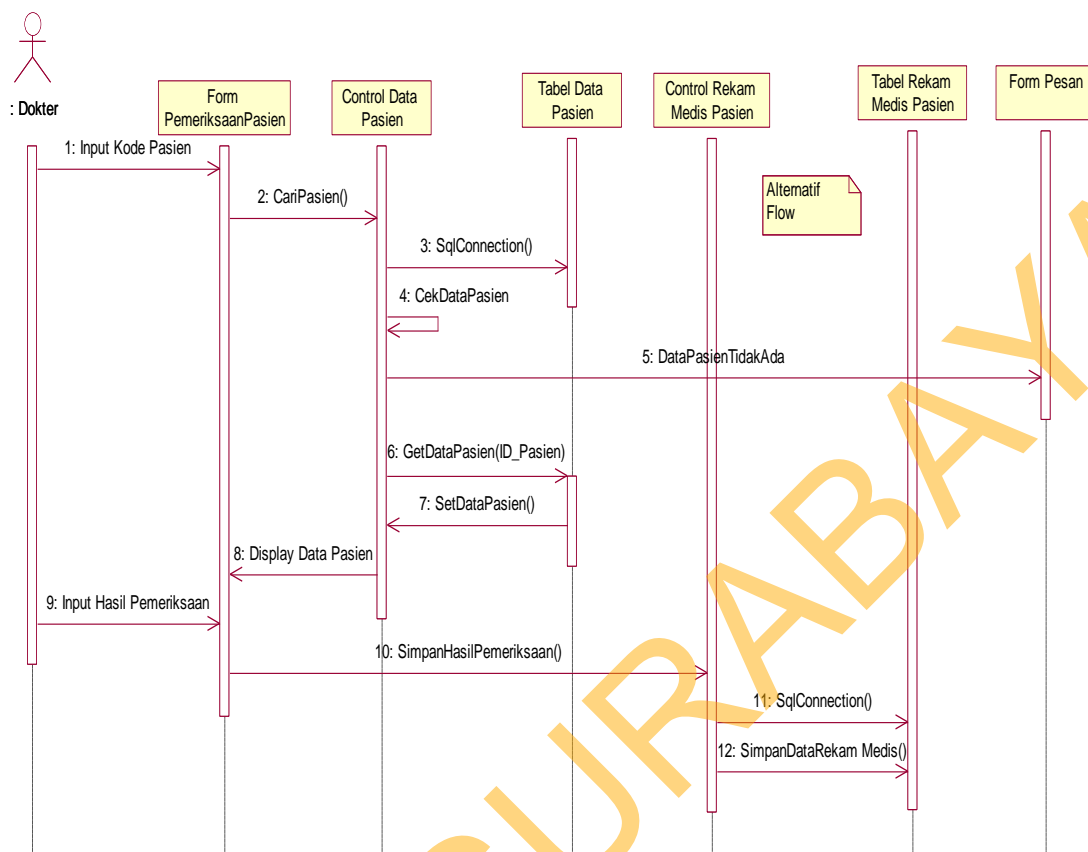 : Dokter
Form
PemeriksaanPasien
Control Data
Pasien
Tabel Data
Pasien
Control Rekam
Medis Pasien
Tabel Rekam
Medis Pasien
Form Pesan
Alternatif
Flow
1: Input Kode Pasien
2: CariPasien()
3: SqlConnection()
4: CekDataPasien
5: DataPasienTidakAda
6: GetDataPasien(ID_Pasien)
7: SetDataPasien()
8: Display Data Pasien
9: Input Hasil Pemeriksaan
10: SimpanHasilPemeriksaan()
11: SqlConnection()
12: SimpanDataRekam Medis()
SURABAYA